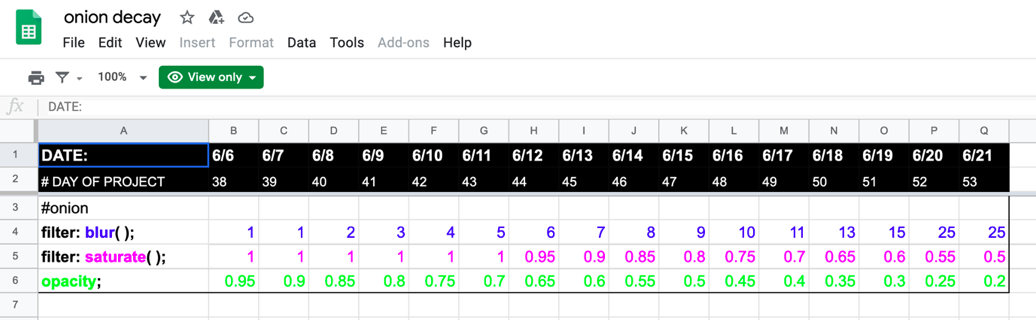 onion decay
File Edit View Insert Format Data Tools Add-ons Help
100% View only
fx DATE:
A B C D E F G H I J K L M N O P Q
1 DATE: 6/6 6/7 6/8 6/9 6/10 6/11 6/12 6/13 6/14 6/15 6/16 6/17 6/18 6/19 6/20 6/21
2 # DAY OF PROJECT 38 39 40 41 42 43 44 45 46 47 48 49 50 51 52 53
3 #onion
4 filter: blur( ); 1 1 2 3 4 5 6 7 8 9 10 11 13 15 25 25
5 filter: saturate( ); 1 1 1 1 1 1 0.95 0.9 0.85 0.8 0.75 0.7 0.65 0.6 0.55 0.5
6 opacity; 0.95 0.9 0.85 0.8 0.75 0.7 0.65 0.6 0.55 0.5 0.45 0.4 0.35 0.3 0.25 0.2
7